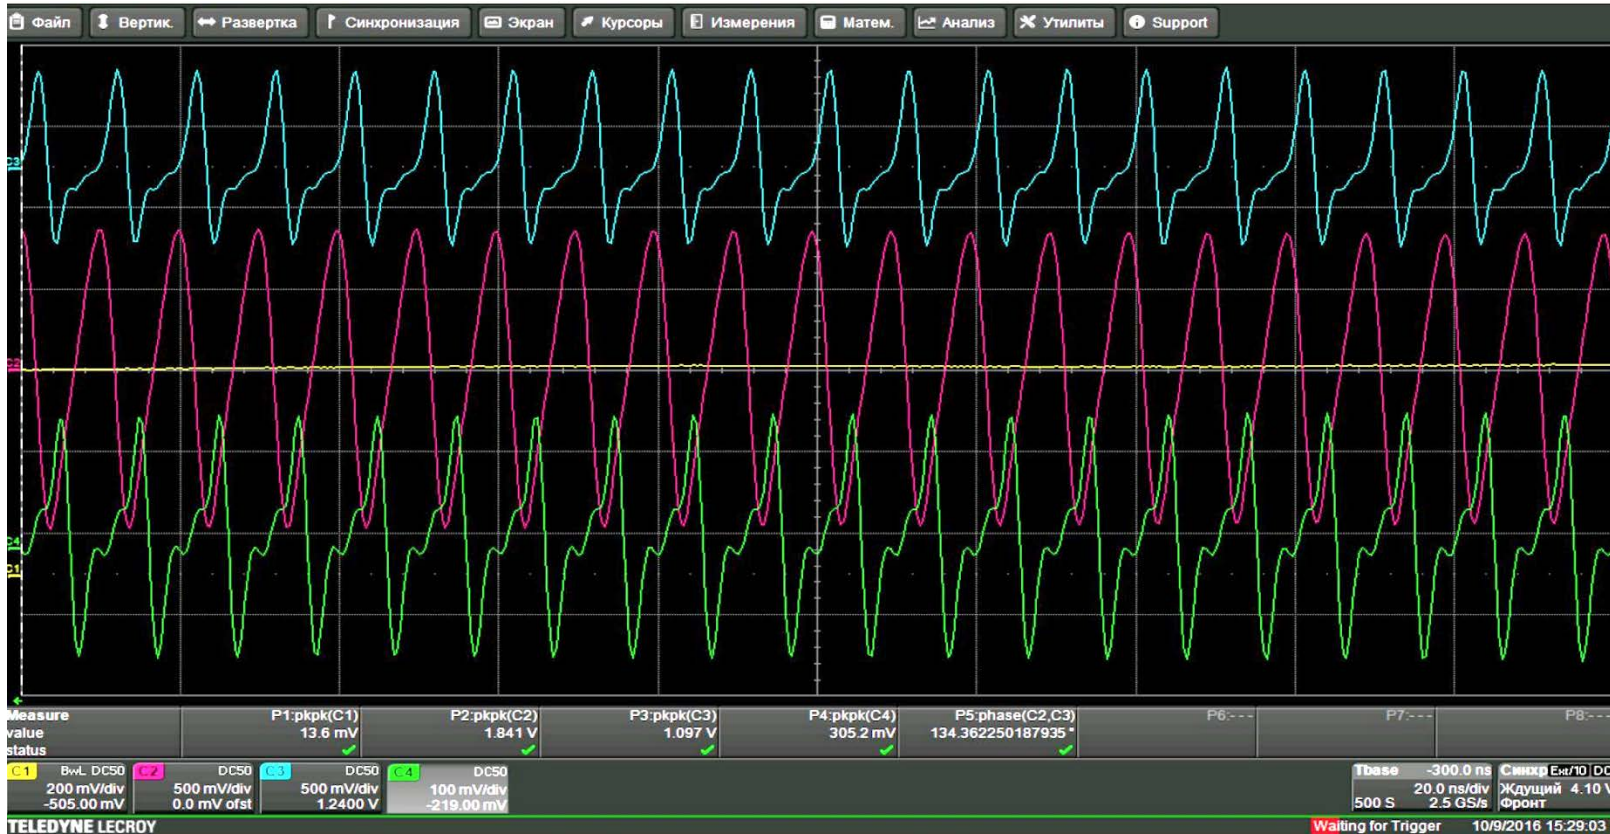 Файл Вертик. Развертка Синхронизация Экран Курсоры Измерения Матем. Анализ Утилиты Support
C3
C2
C4
C1
Measure P1:pkpk(C1) P2:pkpk(C2) P3:pkpk(C3) P4:pkpk(C4) P5:phase(C2,C3) P6:--- P7:--- P8:---
value 13.6 mV 1.841 V 1.097 V 305.2 mV 134.362250187935 °
status
C1 BwL DC50 C2 DC50 C3 DC50 C4 DC50 Tbase -300.0 ns Синхр Ext/10 DC
200 mV/div 500 mV/div 500 mV/div 100 mV/div 20.0 ns/div Ждущий 4.10 V
-505.00 mV 0.0 mV ofst 1.2400 V -219.00 mV 500 S 2.5 GS/s Фронт
TELEDYNE LECROY Waiting for Trigger 10/9/2016 15:29:03